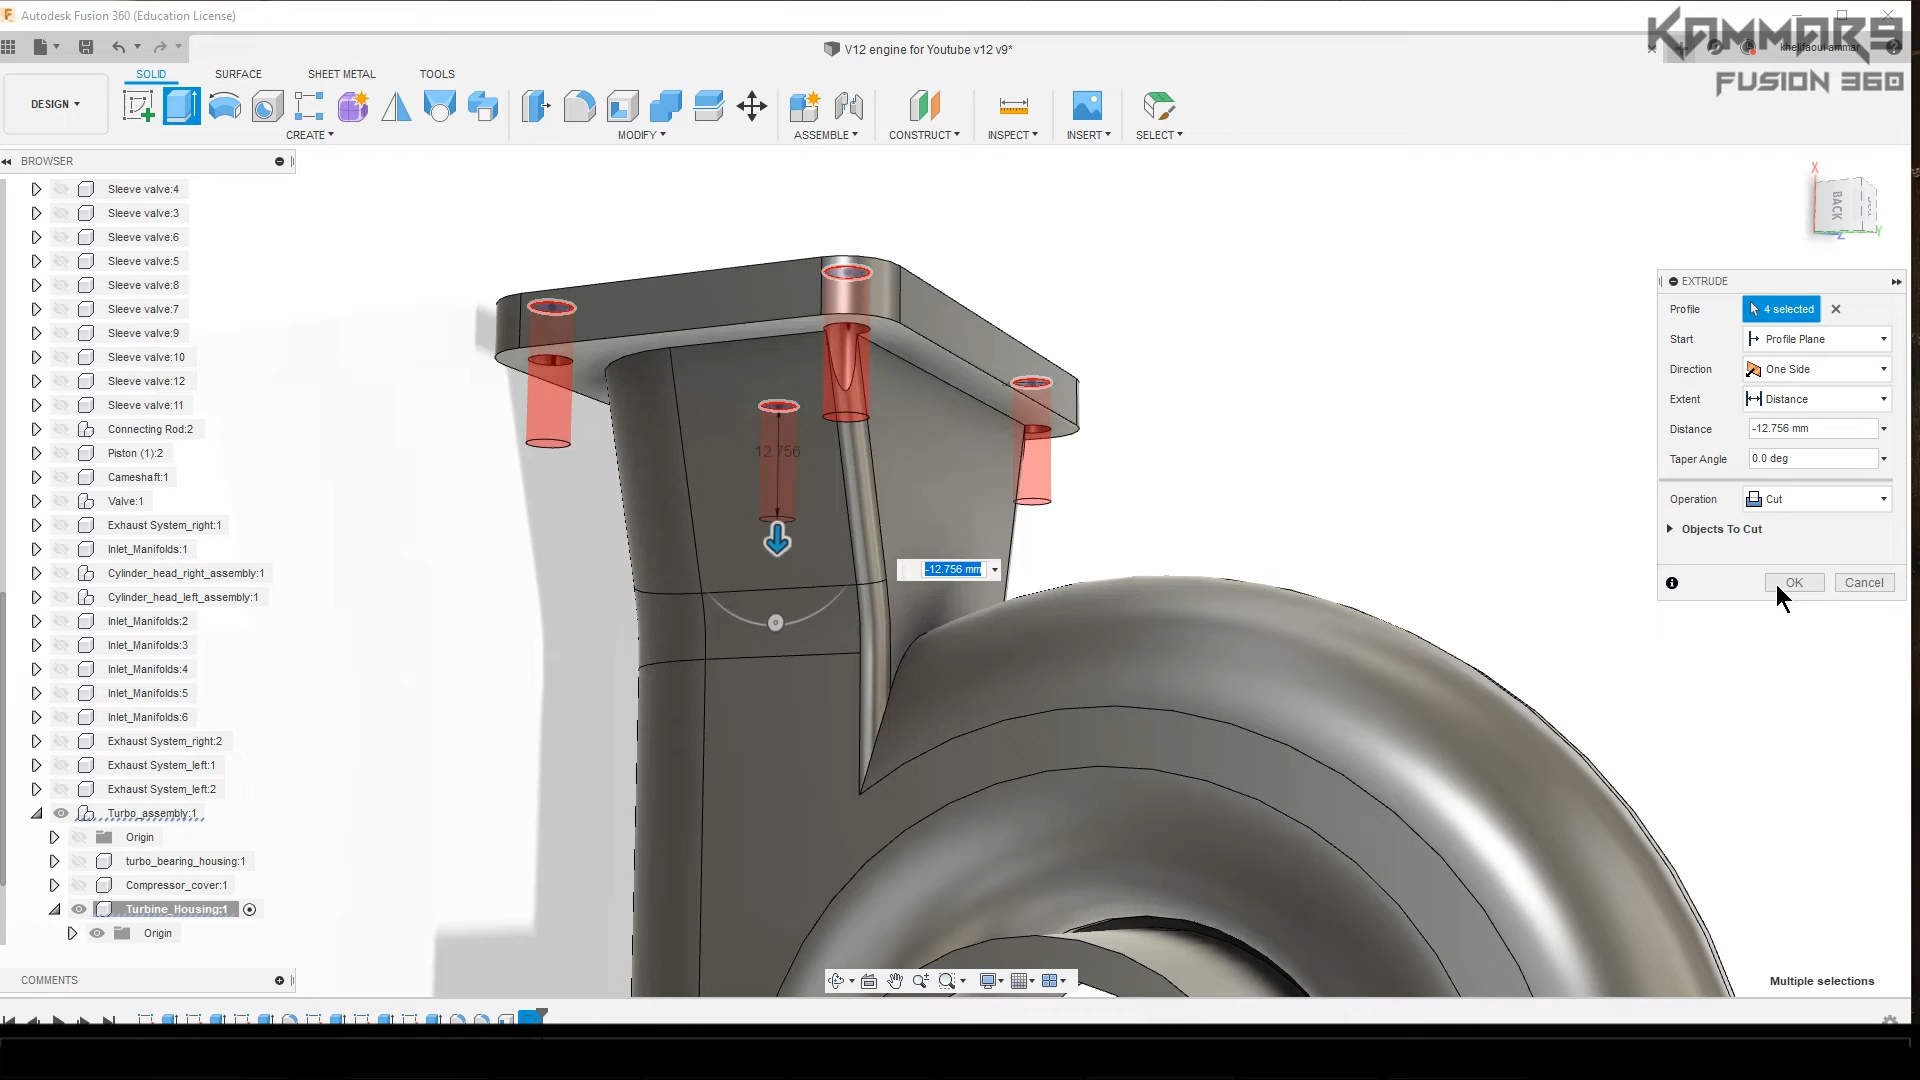 Autodesk Fusion 360 (Education License)
KAMMAR9
FUSION 360
V12 engine for Youtube v12 v9*
khelifaoui ammar
DESIGN
SOLID
SURFACE
SHEET METAL
TOOLS
CREATE
MODIFY
ASSEMBLE
CONSTRUCT
INSPECT
INSERT
SELECT
BROWSER
Sleeve valve:4
Sleeve valve:3
Sleeve valve:6
Sleeve valve:5
Sleeve valve:8
Sleeve valve:7
Sleeve valve:9
Sleeve valve:10
Sleeve valve:12
Sleeve valve:11
Connecting Rod:2
Piston (1):2
Cameshaft:1
Valve:1
Exhaust System_right:1
Inlet_Manifolds:1
Cylinder_head_right_assembly:1
Cylinder_head_left_assembly:1
Inlet_Manifolds:2
Inlet_Manifolds:3
Inlet_Manifolds:4
Inlet_Manifolds:5
Inlet_Manifolds:6
Exhaust System_right:2
Exhaust System_left:1
Exhaust System_left:2
Turbo_assembly:1
Origin
turbo_bearing_housing:1
Compressor_cover:1
Turbine_Housing:1
Origin
COMMENTS
12.756
-12.756 mm
X
BACK
Z
Y
EXTRUDE
Profile
4 selected
Start
Profile Plane
Direction
One Side
Extent
Distance
Distance
-12.756 mm
Taper Angle
0.0 deg
Operation
Cut
Objects To Cut
OK
Cancel
Multiple selections